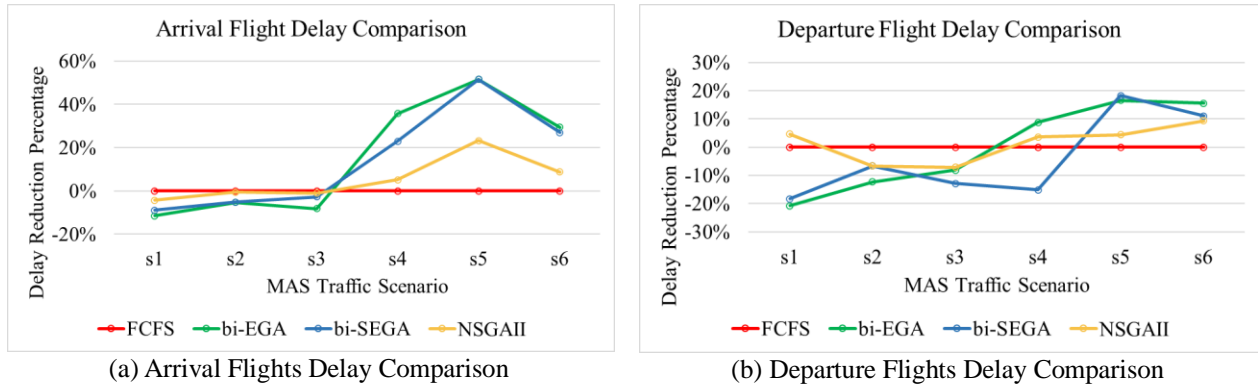 Arrival Flight Delay Comparison
Delay Reduction Percentage
60%
40%
20%
0%
-20%
s1 s2 s3 s4 s5 s6
MAS Traffic Scenario
FCFS bi-EGA bi-SEGA NSGAII
(a) Arrival Flights Delay Comparison
Departure Flight Delay Comparison
Delay Reduction Percentage
30%
20%
10%
0%
-10%
-20%
-30%
s1 s2 s3 s4 s5 s6
MAS Traffic Scenario
FCFS bi-EGA bi-SEGA NSGAII
(b) Departure Flights Delay Comparison